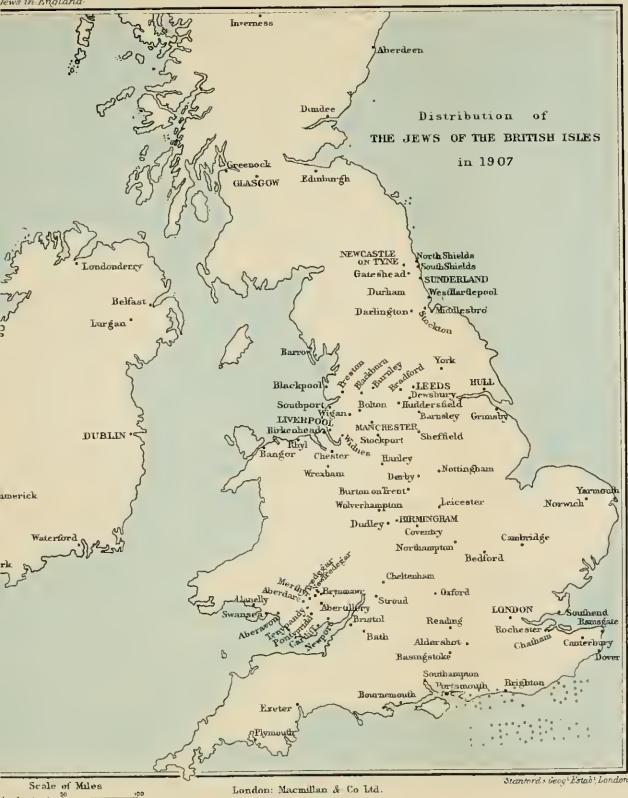 Jews in England.
Distribution of
THE JEWS OF THE BRITISH ISLES
in 1907
Inverness
Aberdeen
Dundee
Greenock
GLASGOW
Edinburgh
Londonderry
Belfast
Lurgan
DUBLIN
Waterford
NEWCASTLE
ON TYNE
North Shields
South Shields
Gateshead
SUNDERLAND
Durham
West Hartlepool
Darlington
Stockton
Middlesbro'
Barrow
York
Blackpool
Preston
Blackburn
Burnley
Bradford
LEEDS
HULL
Dewsbury
Southport
Wigan
Bolton
Huddersfield
Barnsley
Grimsby
LIVERPOOL
Birkenhead
MANCHESTER
Widnes
Stockport
Sheffield
Rhyl
Bangor
Chester
Hanley
Wrexham
Derby
Nottingham
Burton on Trent
Wolverhampton
Leicester
Norwich
Yarmouth
Dudley
BIRMINGHAM
Coventry
Northampton
Cambridge
Bedford
Cheltenham
Brynmawr
Aberdare
Llanelly
Swansea
Aberavon
Abertillery
Stroud
Oxford
Pontypridd
Cardiff
Newport
Bristol
Bath
Reading
LONDON
Southend
Ramsgate
Rochester
Chatham
Canterbury
Dover
Aldershot
Basingstoke
Southampton
Portsmouth
Brighton
Bournemouth
Exeter
Plymouth
Scale of Miles
50 100
London: Macmillan & Co Ltd.
Stanford's Geog.l Estab.t, London